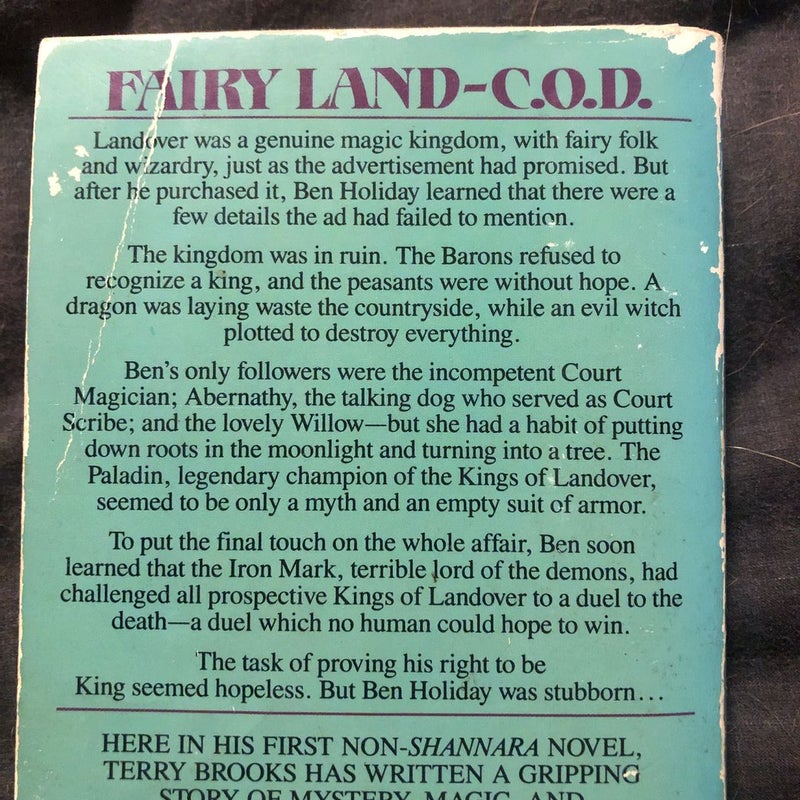 FAIRY LAND-C.O.D.
Landover was a genuine magic kingdom, with fairy folk
and wizardry, just as the advertisement had promised. But
after he purchased it, Ben Holiday learned that there were a
few details the ad had failed to mention.
The kingdom was in ruin. The Barons refused to
recognize a king, and the peasants were without hope. A
dragon was laying waste the countryside, while an evil witch
plotted to destroy everything.
Ben's only followers were the incompetent Court
Magician; Abernathy, the talking dog who served as Court
Scribe; and the lovely Willow—but she had a habit of putting
down roots in the moonlight and turning into a tree. The
Paladin, legendary champion of the Kings of Landover,
seemed to be only a myth and an empty suit of armor.
To put the final touch on the whole affair, Ben soon
learned that the Iron Mark, terrible lord of the demons, had
challenged all prospective Kings of Landover to a duel to the
death—a duel which no human could hope to win.
The task of proving his right to be
King seemed hopeless. But Ben Holiday was stubborn...
HERE IN HIS FIRST NON-SHANNARA NOVEL,
TERRY BROOKS HAS WRITTEN A GRIPPING
STORY OF MYSTERY, MAGIC, AND